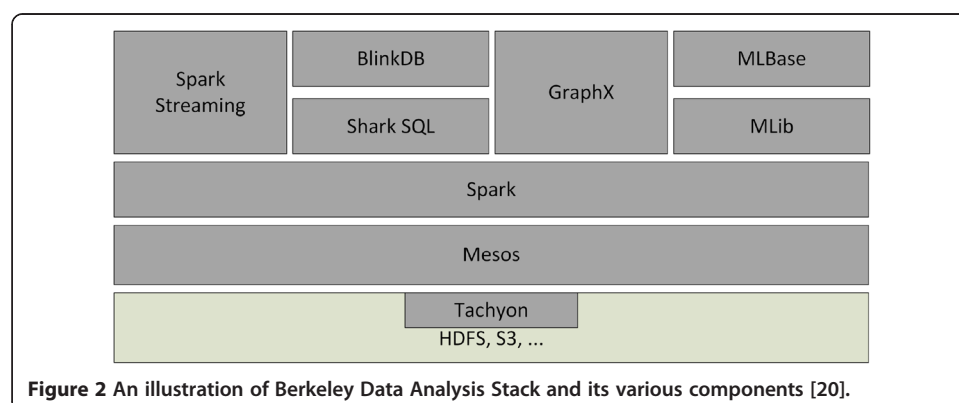 Spark
Streaming
BlinkDB
Shark SQL
GraphX
MLBase
MLib
Spark
Mesos
Tachyon
HDFS, S3, ...
Figure 2 An illustration of Berkeley Data Analysis Stack and its various components [20].